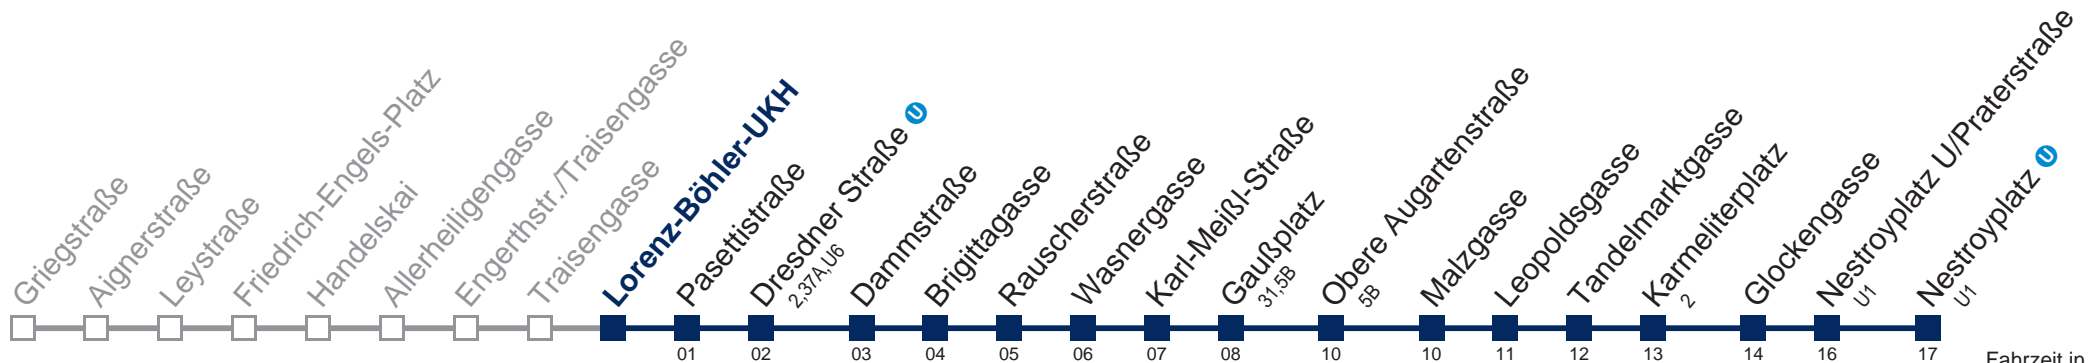 Griegstraße
Aignerstraße
Leystraße
Friedrich-Engels-Platz
Handelskai
Allerheiligengasse
Engerthstr./Traisengasse
Traisengasse
Lorenz-Böhler-UKH
Pasettistraße
01
Dresdner Straße U
2,37A,U6
02
Dammstraße
03
Brigittagasse
04
Rauscherstraße
05
Wasnergasse
06
Karl-Meißl-Straße
07
Gaußplatz
31,5B
08
Obere Augartenstraße
5B
10
Malzgasse
10
Leopoldsgasse
11
Tandelmarktgasse
12
Karmeliterplatz
2
13
Glockengasse
14
Nestroyplatz U/Praterstraße
U1
16
Nestroyplatz U
U1
17
Fahrzeit in